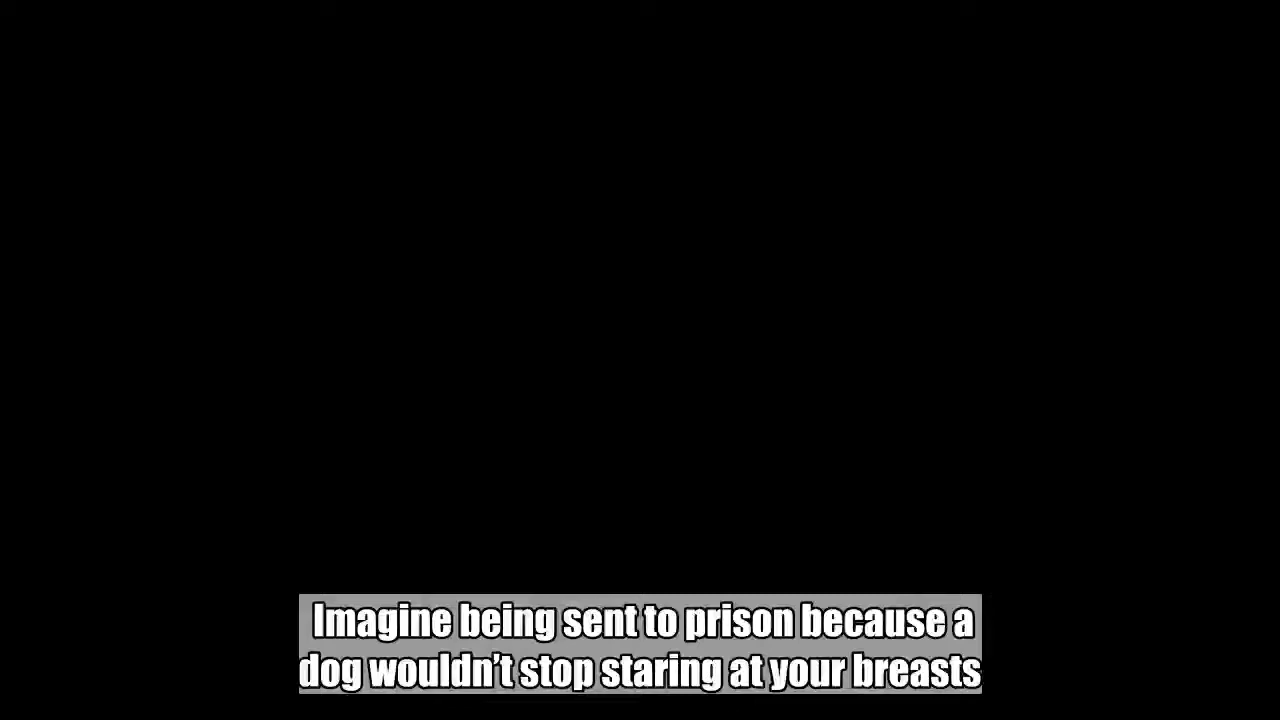 Imagine being sent to prison because a
dog wouldn’t stop staring at your breasts